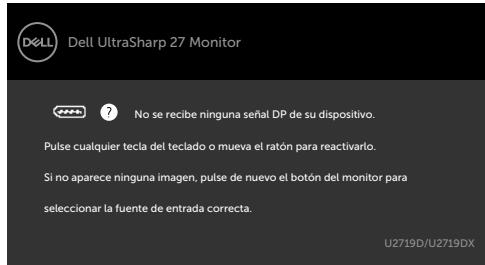 DELL Dell UltraSharp 27 Monitor
? No se recibe ninguna señal DP de su dispositivo.
Pulse cualquier tecla del teclado o mueva el ratón para reactivarlo.
Si no aparece ninguna imagen, pulse de nuevo el botón del monitor para
seleccionar la fuente de entrada correcta.
U2719D/U2719DX